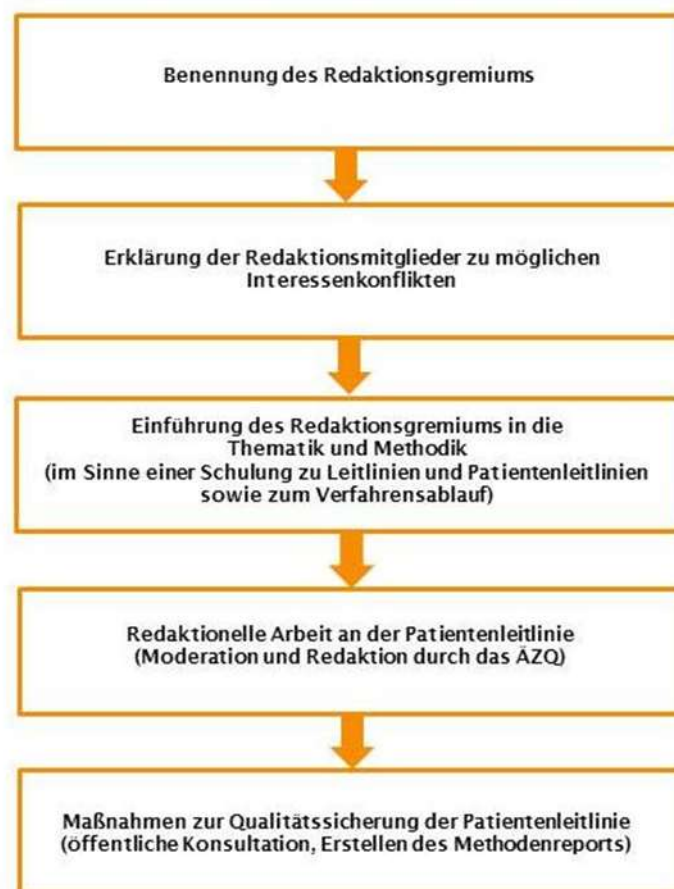 Benennung des Redaktionsgremiums
Erklärung der Redaktionsmitglieder zu möglichen
Interessenkonflikten
Einführung des Redaktionsgremiums in die
Thematik und Methodik
(im Sinne einer Schulung zu Leitlinien und Patientenleitlinien
sowie zum Verfahrensablauf)
Redaktionelle Arbeit an der Patientenleitlinie
(Moderation und Redaktion durch das ÄZQ)
Maßnahmen zur Qualitätssicherung der Patientenleitlinie
(öffentliche Konsultation, Erstellen des Methodenreports)